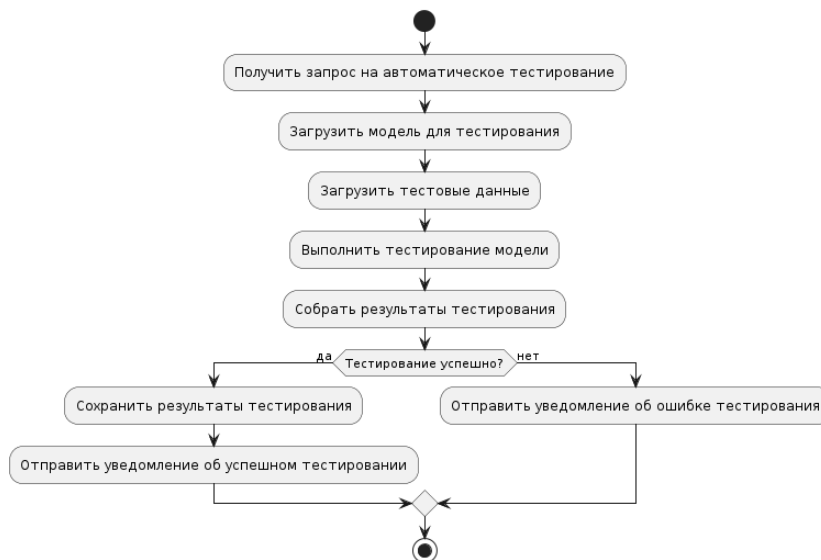 Получить запрос на автоматическое тестирование
Загрузить модель для тестирования
Загрузить тестовые данные
Выполнить тестирование модели
Собрать результаты тестирования
да
Тестирование успешно?
нет
Сохранить результаты тестирования
Отправить уведомление об ошибке тестирования
Отправить уведомление об успешном тестировании